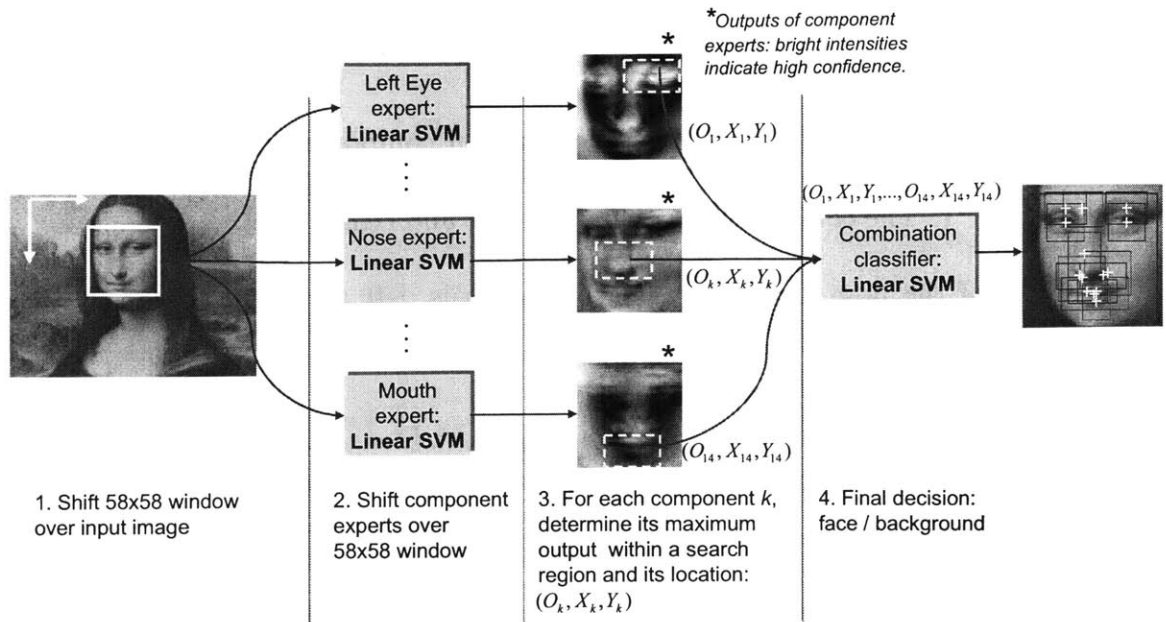 *Outputs of component
experts: bright intensities
indicate high confidence.
*
Left Eye
expert:
Linear SVM
(O₁, X₁, Y₁)
⋮
*
Nose expert:
Linear SVM
(Oₖ, Xₖ, Yₖ)
⋮
*
Mouth
expert:
Linear SVM
(O₁₄, X₁₄, Y₁₄)
(O₁, X₁, Y₁,..., O₁₄, X₁₄, Y₁₄)
Combination
classifier:
Linear SVM
1. Shift 58x58 window
over input image
2. Shift component
experts over
58x58 window
3. For each component k,
determine its maximum
output within a search
region and its location:
(Oₖ, Xₖ, Yₖ)
4. Final decision:
face / background